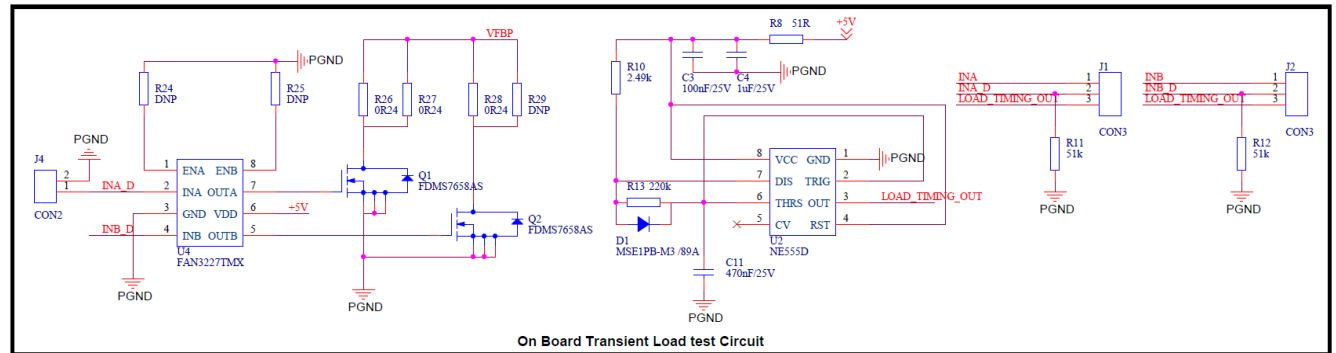 R24
DNP
R25
DNP
PGND
J4
PGND
2
1
CON2
INA_D
INB_D
1
2
3
4
ENA ENB
INA OUTA
GND VDD
INB OUTB
8
7
6
5
+5V
U4
FAN3227TMX
PGND
VFBP
R26
0R24
R27
0R24
R28
0R24
R29
DNP
Q1
FDMS7658AS
Q2
FDMS7658AS
PGND
R8 51R
+5V
R10
2.49k
C3
100nF/25V
C4
1uF/25V
PGND
R13 220k
D1
MSE1PB-M3 /89A
C11
470nF/25V
PGND
8
7
6
5
VCC GND
DIS TRIG
THRS OUT
CV RST
1
2
3
4
PGND
LOAD_TIMING_OUT
U2
NE555D
INA
INA_D
LOAD_TIMING_OUT
J1
1
2
3
CON3
R11
51k
PGND
INB
INB_D
LOAD_TIMING_OUT
J2
1
2
3
CON3
R12
51k
PGND
On Board Transient Load test Circuit